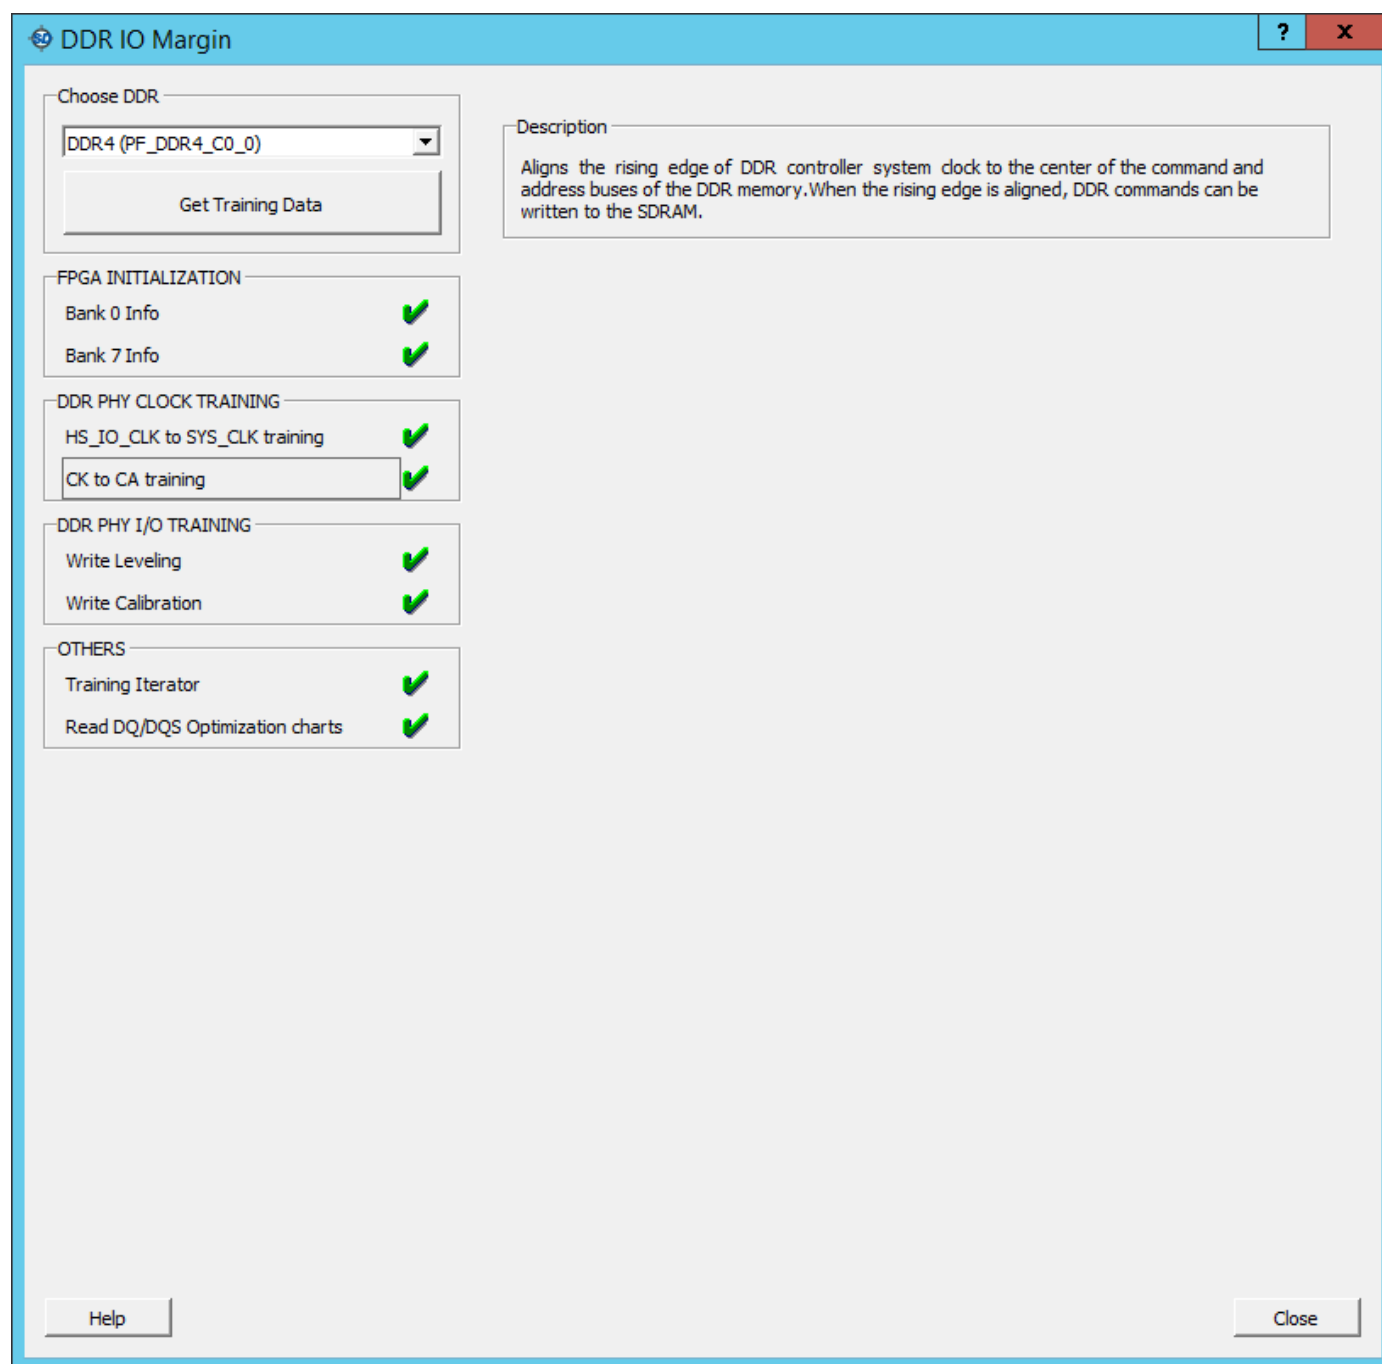 DDR IO Margin
?
x
Choose DDR
DDR4 (PF_DDR4_C0_0)
Get Training Data
Description
Aligns the rising edge of DDR controller system clock to the center of the command and
address buses of the DDR memory.When the rising edge is aligned, DDR commands can be
written to the SDRAM.
FPGA INITIALIZATION
Bank 0 Info
Bank 7 Info
DDR PHY CLOCK TRAINING
HS_IO_CLK to SYS_CLK training
CK to CA training
DDR PHY I/O TRAINING
Write Leveling
Write Calibration
OTHERS
Training Iterator
Read DQ/DQS Optimization charts
Help
Close